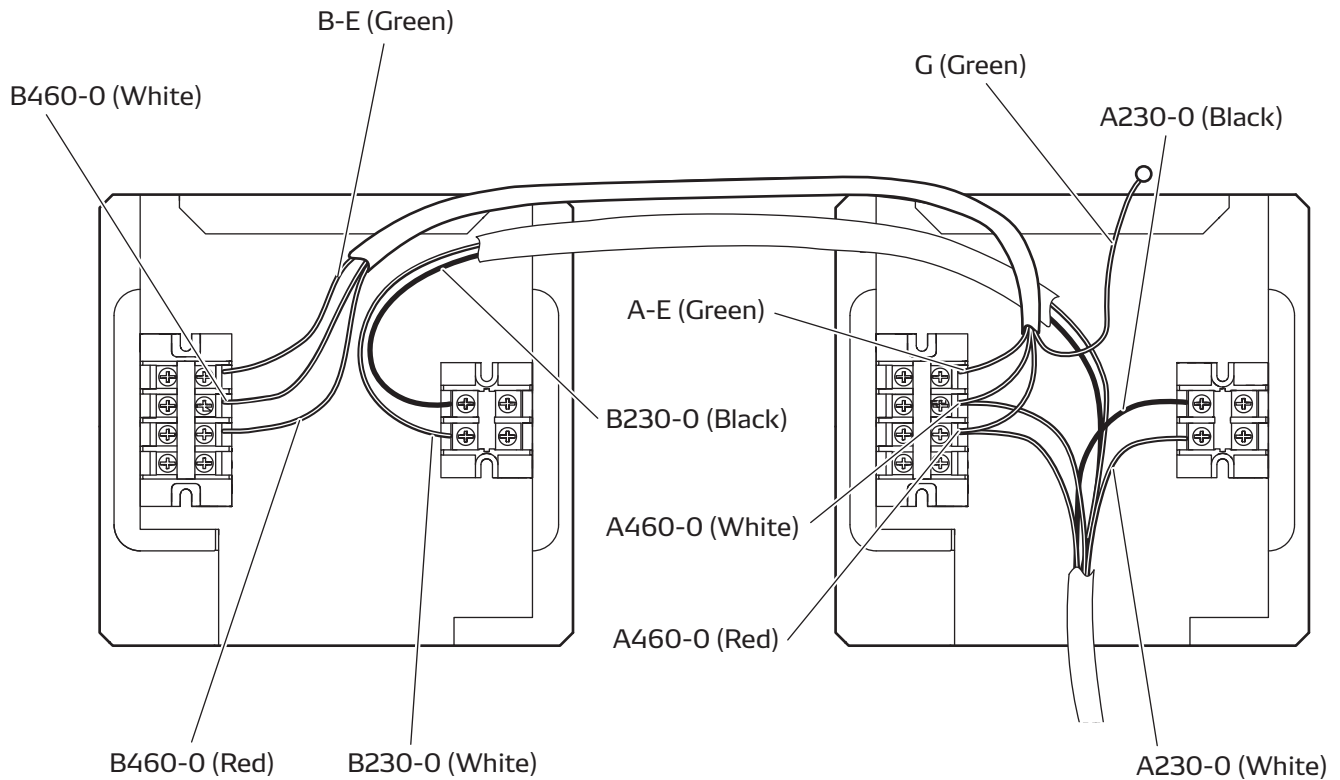 B-E (Green)
G (Green)
B460-0 (White)
A230-0 (Black)
A-E (Green)
B230-0 (Black)
A460-0 (White)
A460-0 (Red)
B460-0 (Red)
B230-0 (White)
A230-0 (White)